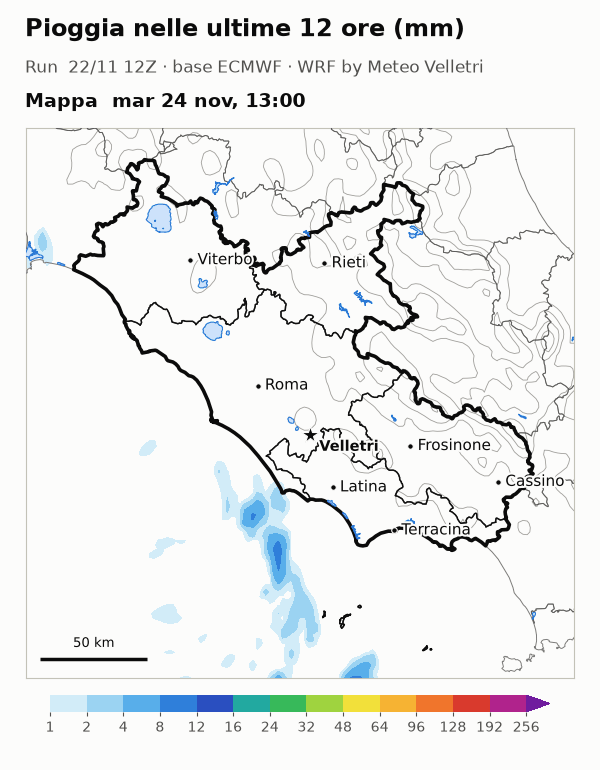 Pioggia nelle ultime 12 ore (mm)
Run  22/11 12Z · base ECMWF · WRF by Meteo Velletri
Mappa  mar 24 nov, 13:00
Viterbo
Rieti
Roma
Velletri
Frosinone
Cassino
Latina
Terracina
50 km
1 2 4 8 12 16 24 32 48 64 96 128 192 256